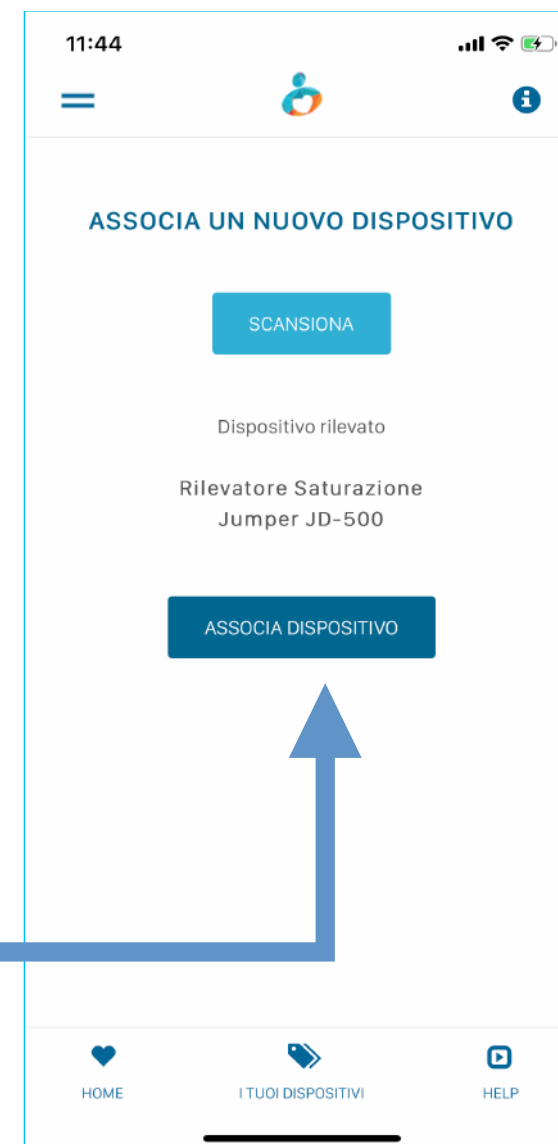 11:44
ASSOCIA UN NUOVO DISPOSITIVO
SCANSIONA
Dispositivo rilevato
Rilevatore Saturazione
Jumper JD-500
ASSOCIA DISPOSITIVO
HOME
I TUOI DISPOSITIVI
HELP